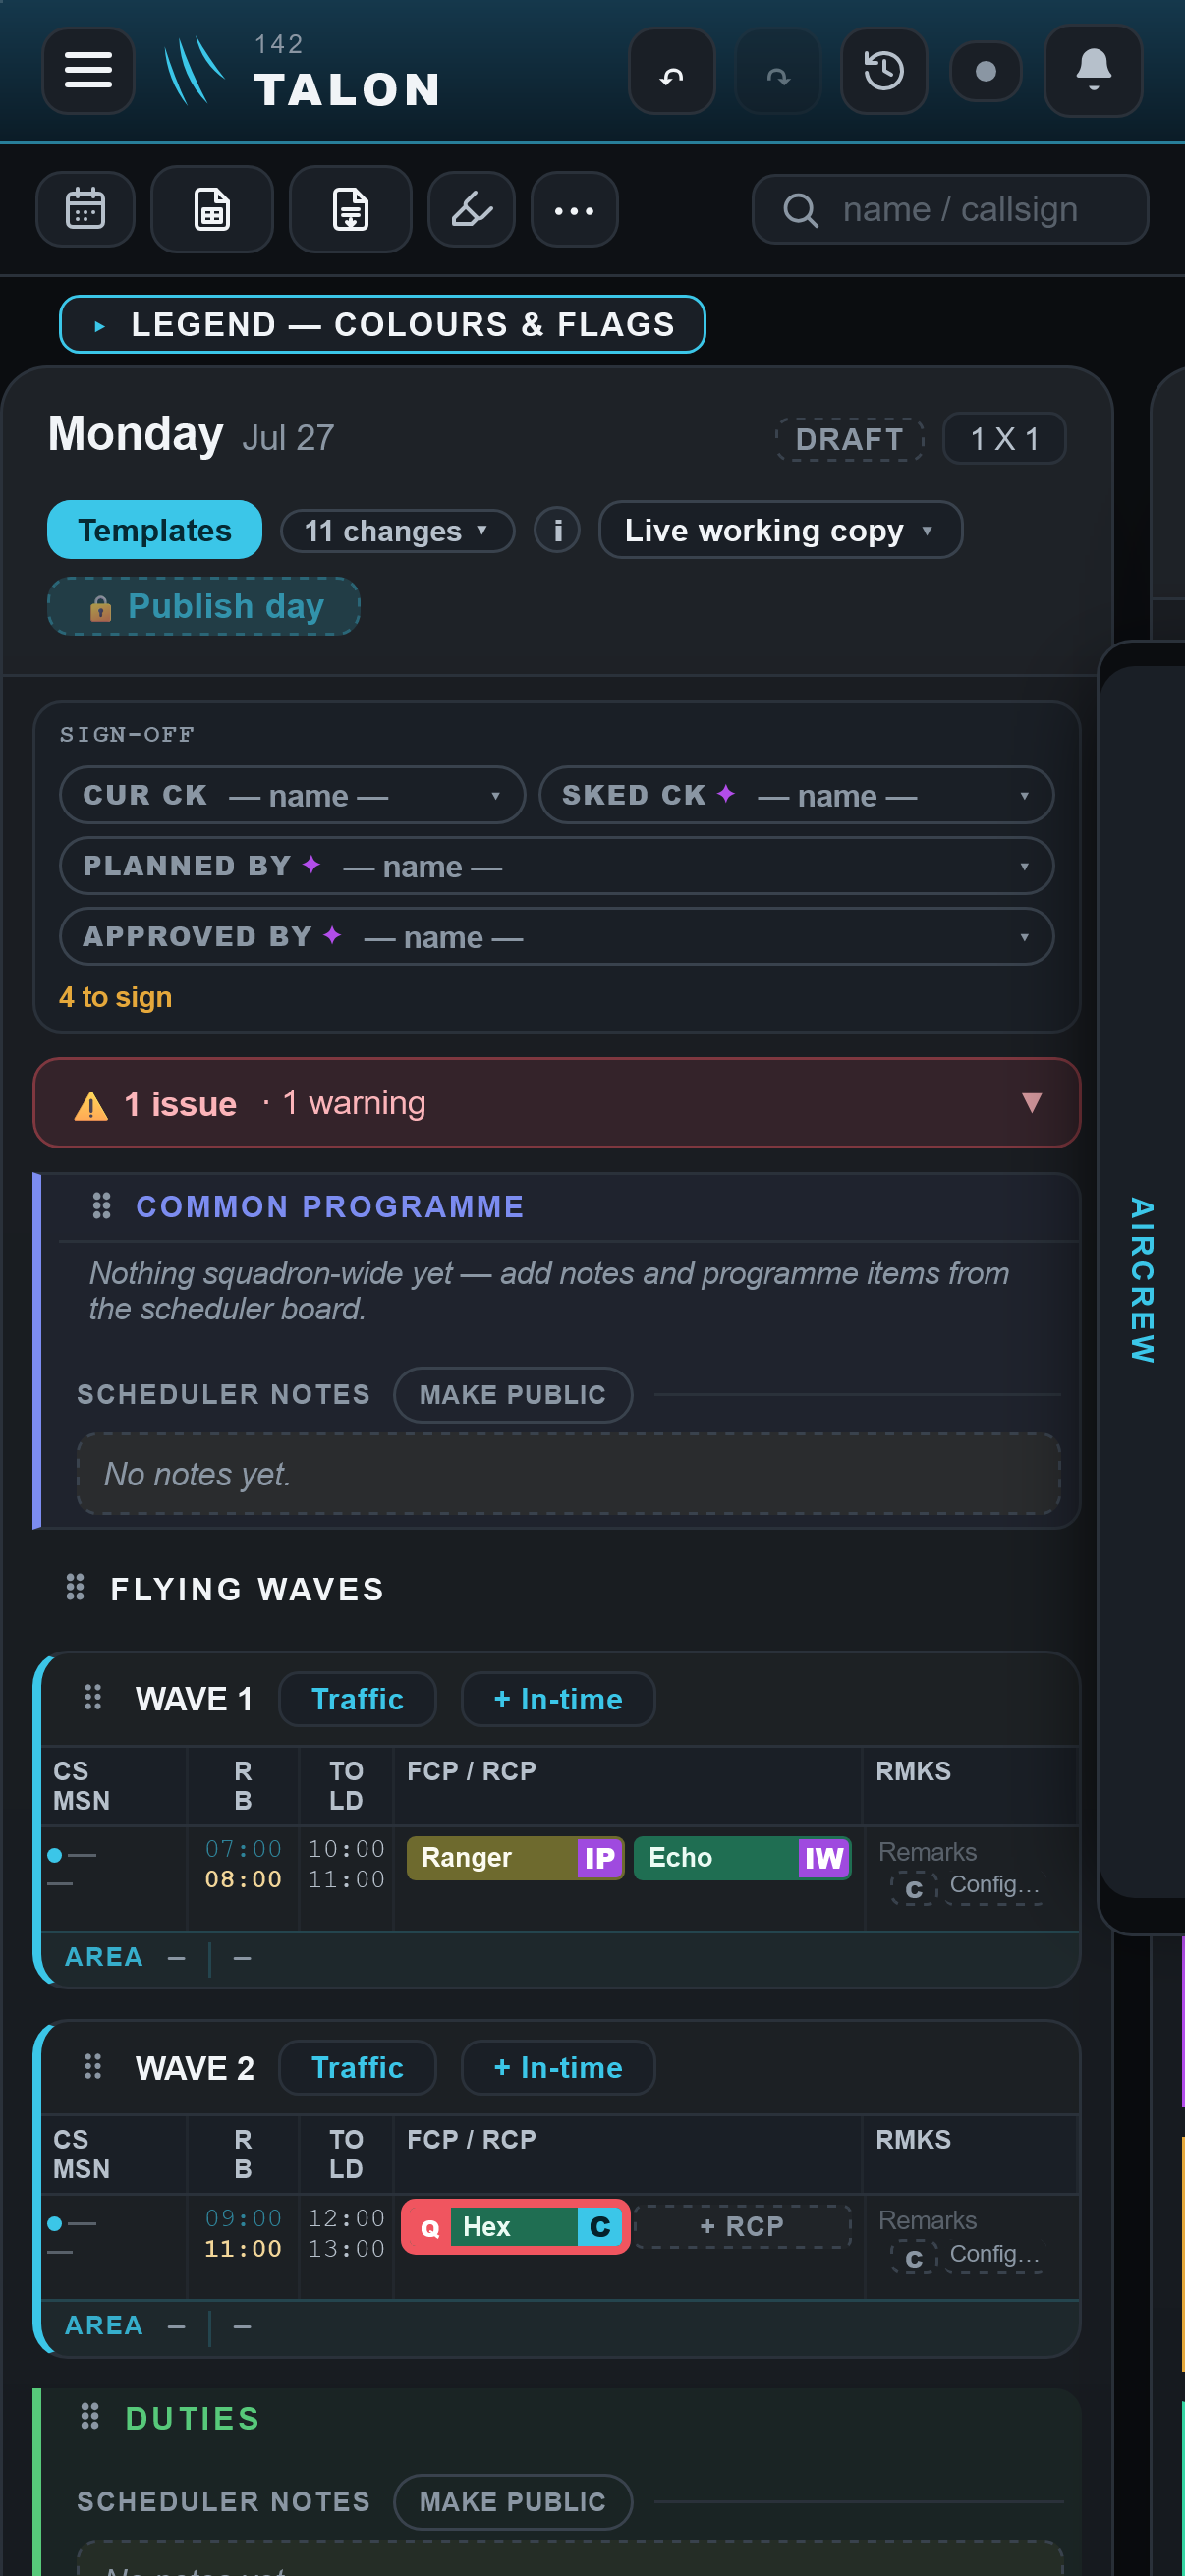 142
TALON
name / callsign
▸ LEGEND — COLOURS & FLAGS
Monday Jul 27 DRAFT 1 X 1
Templates 11 changes ▾ i Live working copy ▾
🔒 Publish day
SIGN-OFF
CUR CK — name — ▾ SKED CK ✦ — name — ▾
PLANNED BY ✦ — name — ▾
APPROVED BY ✦ — name — ▾
4 to sign
⚠️ 1 issue · 1 warning ▼
COMMON PROGRAMME
Nothing squadron-wide yet — add notes and programme items from
the scheduler board.
AIRCREW
SCHEDULER NOTES MAKE PUBLIC
No notes yet.
FLYING WAVES
WAVE 1 Traffic + In-time
CS R TO FCP / RCP RMKS
MSN B LD
— 07:00 10:00 Ranger IP Echo IW Remarks
— 08:00 11:00 C Config…
AREA — | —
WAVE 2 Traffic + In-time
CS R TO FCP / RCP RMKS
MSN B LD
— 09:00 12:00 Q Hex C + RCP Remarks
— 11:00 13:00 C Config…
AREA — | —
DUTIES
SCHEDULER NOTES MAKE PUBLIC
No notes yet.